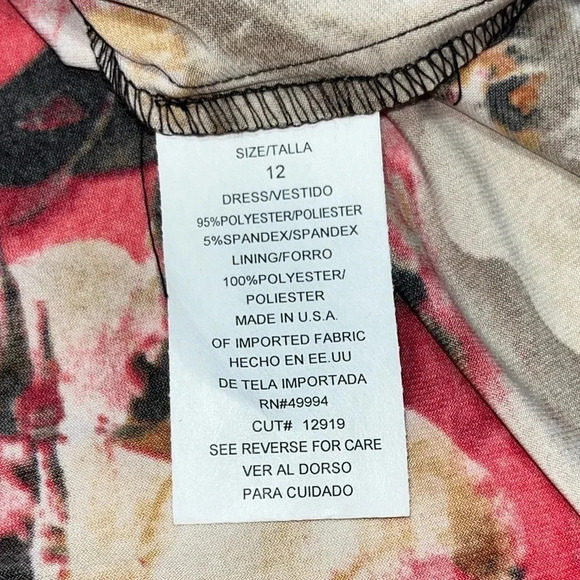 SIZE/TALLA
12
DRESS/VESTIDO
95%POLYESTER/POLIESTER
5%SPANDEX/SPANDEX
LINING/FORRO
100%POLYESTER/
POLIESTER
MADE IN U.S.A.
OF IMPORTED FABRIC
HECHO EN EE.UU
DE TELA IMPORTADA
RN#49994
CUT# 12919
SEE REVERSE FOR CARE
VER AL DORSO
PARA CUIDADO